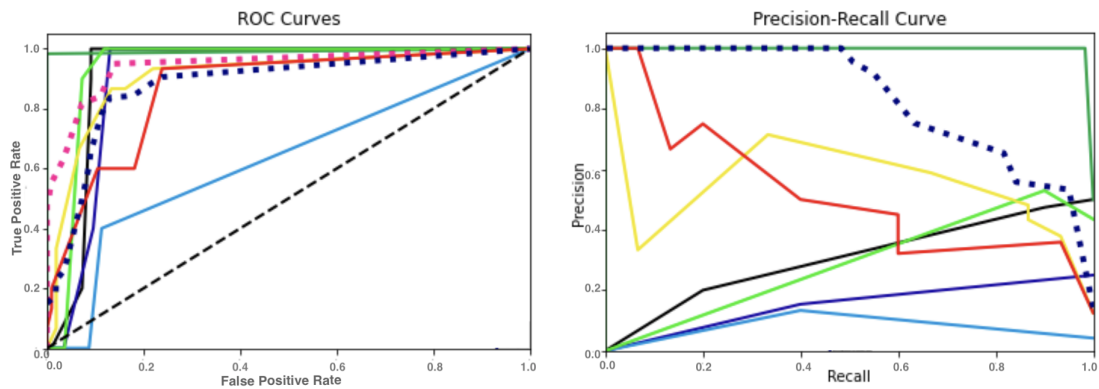 ROC Curves
True Positive Rate
1.0
0.8
0.6
0.4
0.2
0.0
0.0 0.2 0.4 0.6 0.8 1.0
False Positive Rate
Precision-Recall Curve
Precision
1.0
0.8
0.6
0.4
0.2
0.0
0.0 0.2 0.4 0.6 0.8 1.0
Recall